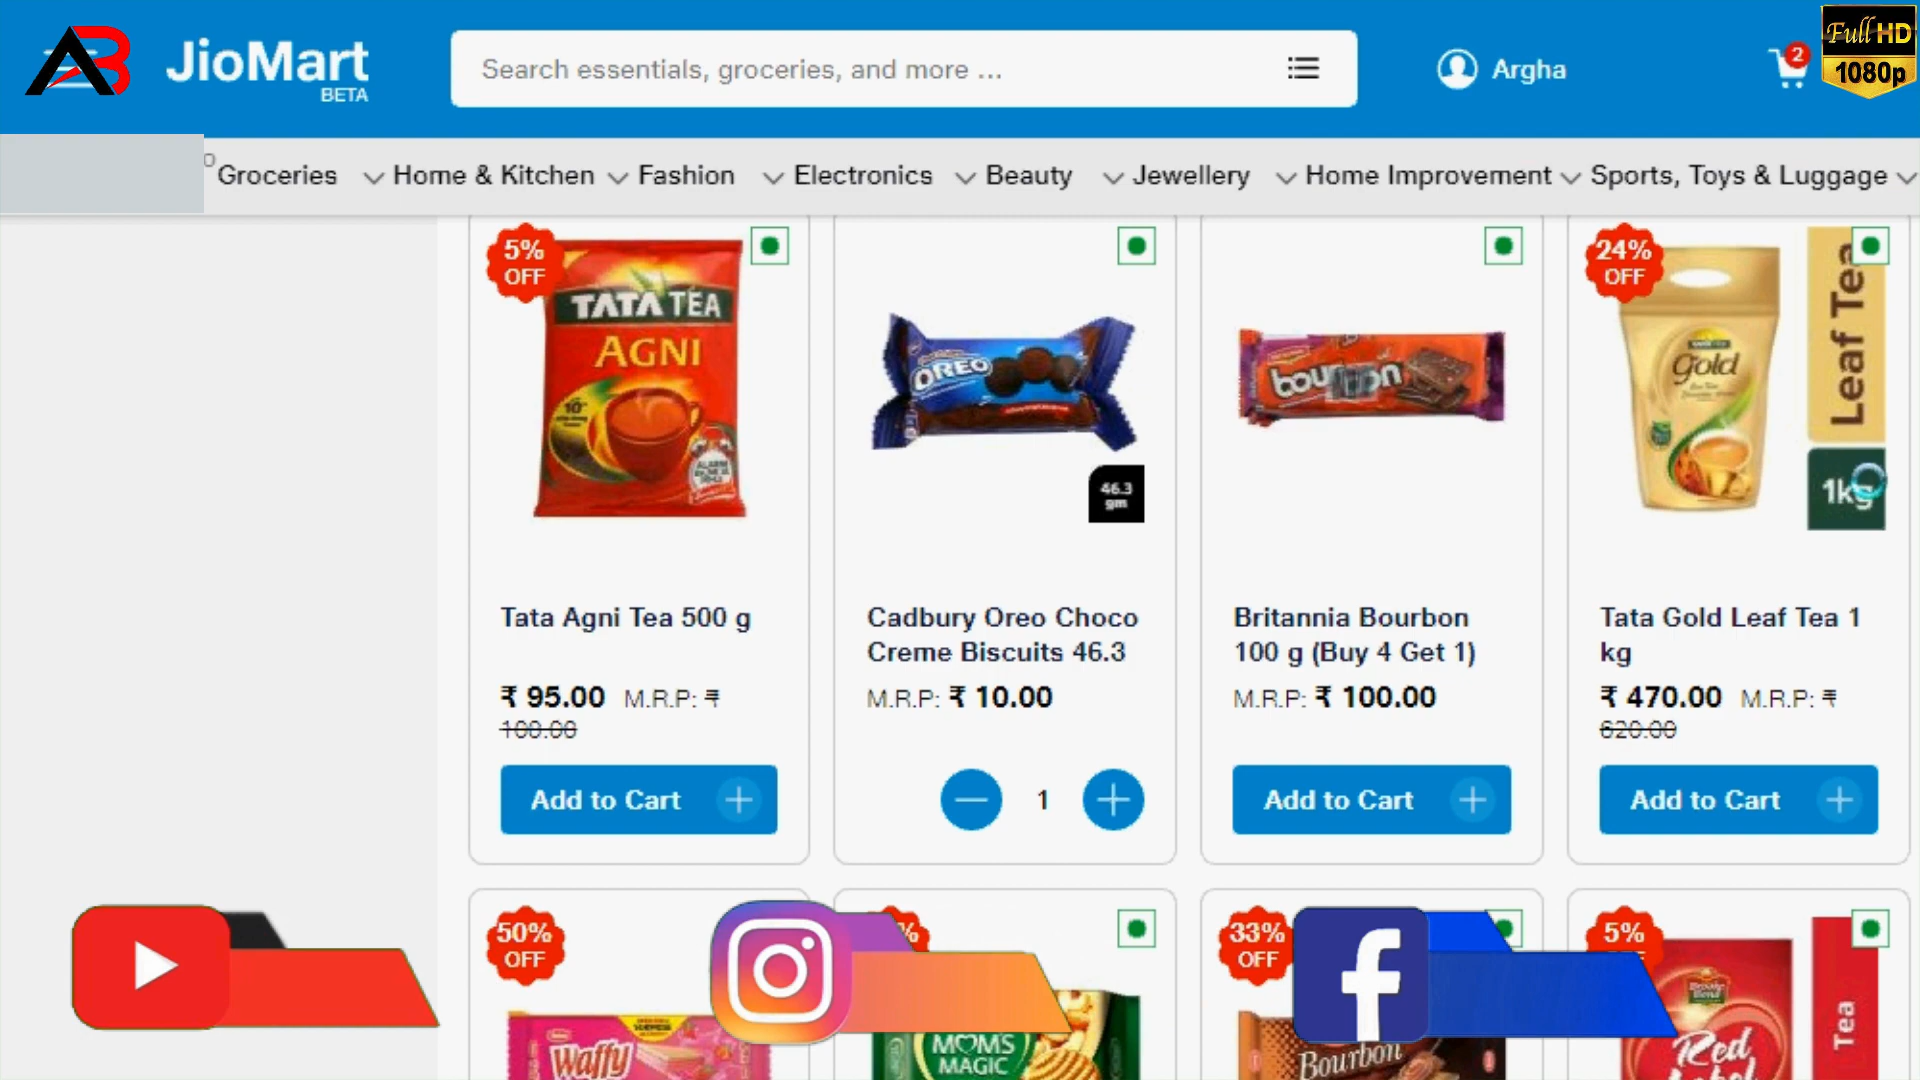 AB
JioMart
BETA
Search essentials, groceries, and more ...
Argha
2
Full HD
1080p
Groceries
Home & Kitchen
Fashion
Electronics
Beauty
Jewellery
Home Improvement
Sports, Toys & Luggage
5%
OFF
TATA TEA
AGNI
10
OREO
46.3
gm
24%
OFF
gold
Leaf Tea
1kg
Tata Agni Tea 500 g
₹ 95.00 M.R.P: ₹
100.00
Add to Cart
Cadbury Oreo Choco
Creme Biscuits 46.3
M.R.P: ₹ 10.00
1
Britannia Bourbon
100 g (Buy 4 Get 1)
M.R.P: ₹ 100.00
Add to Cart
Tata Gold Leaf Tea 1
kg
₹ 470.00 M.R.P: ₹
620.00
Add to Cart
50%
OFF
Waffy
%
MOM'S
MAGIC
33%
OFF
Bourbon
5%
Red
Tea